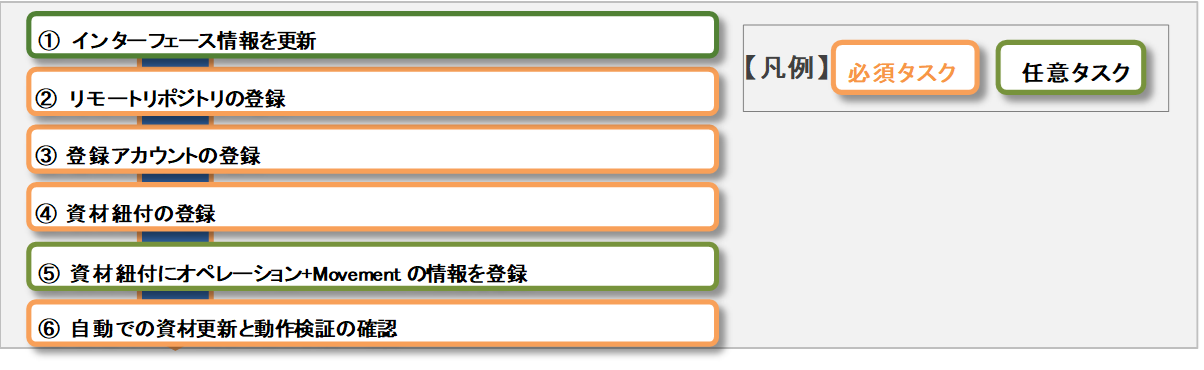 ① インターフェース情報を更新
② リモートリポジトリの登録
③ 登録アカウントの登録
④ 資材紐付の登録
⑤ 資材紐付にオペレーション+Movement の情報を登録
⑥ 自動での資材更新と動作検証の確認
【凡例】 必須タスク 任意タスク